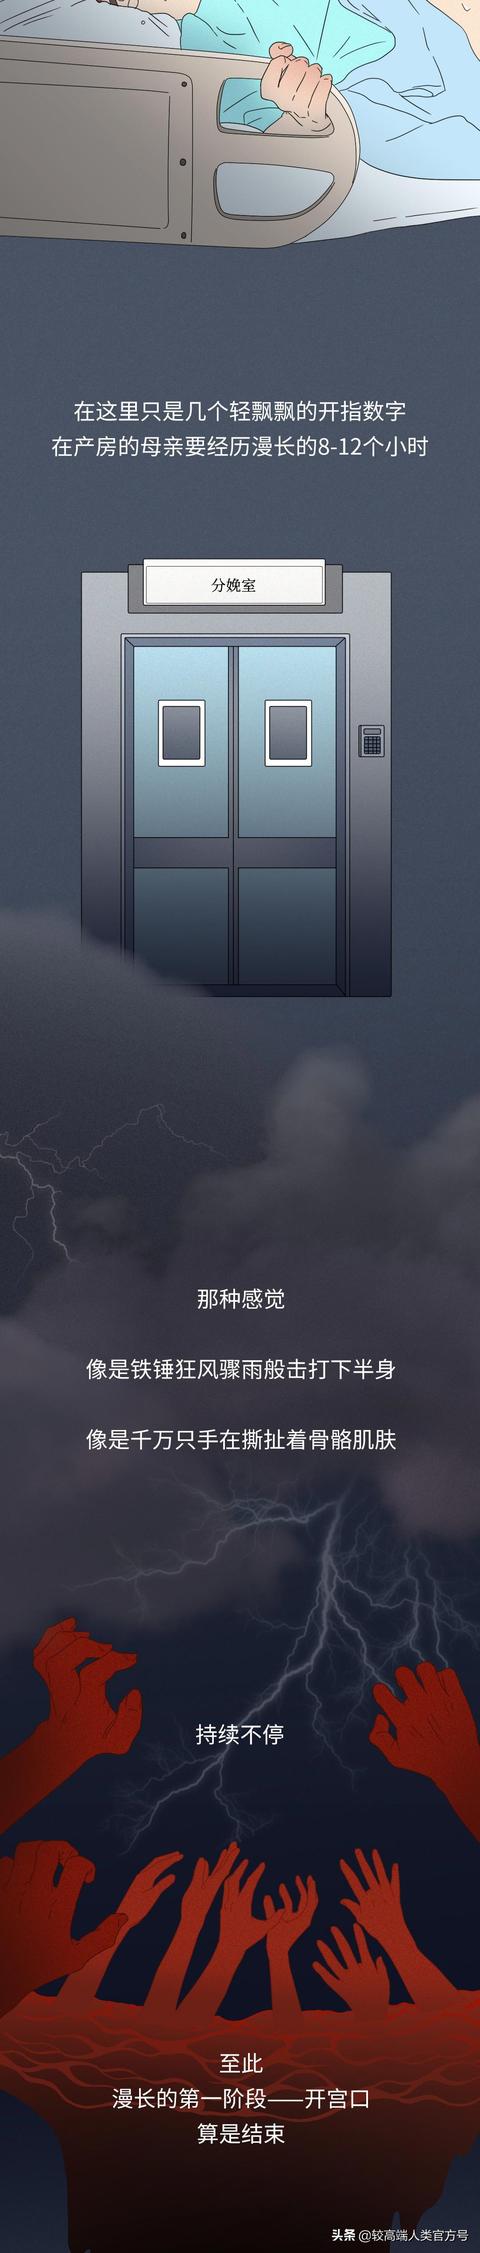 在这里只是几个轻飘飘的开指数字
在产房的母亲要经历漫长的8-12个小时
分娩室
那种感觉
像是铁锤狂风骤雨般击打下半身
像是千万只手在撕扯着骨骼肌肤
持续不停
至此
漫长的第一阶段——开宫口
算是结束
头条 @较高端人类官方号